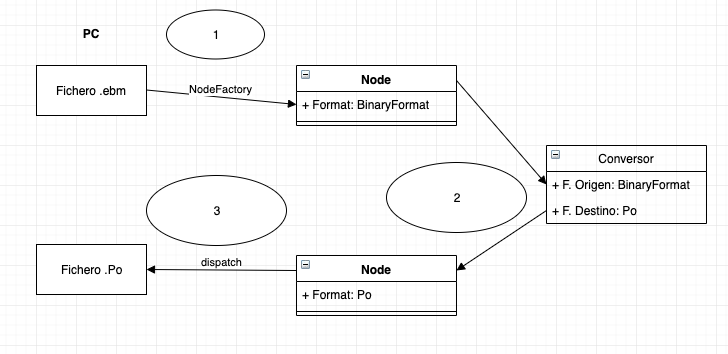 PC
1
Fichero .ebm
NodeFactory
Node
+ Format: BinaryFormat
Conversor
+ F. Origen: BinaryFormat
+ F. Destino: Po
2
3
Fichero .Po
dispatch
Node
+ Format: Po